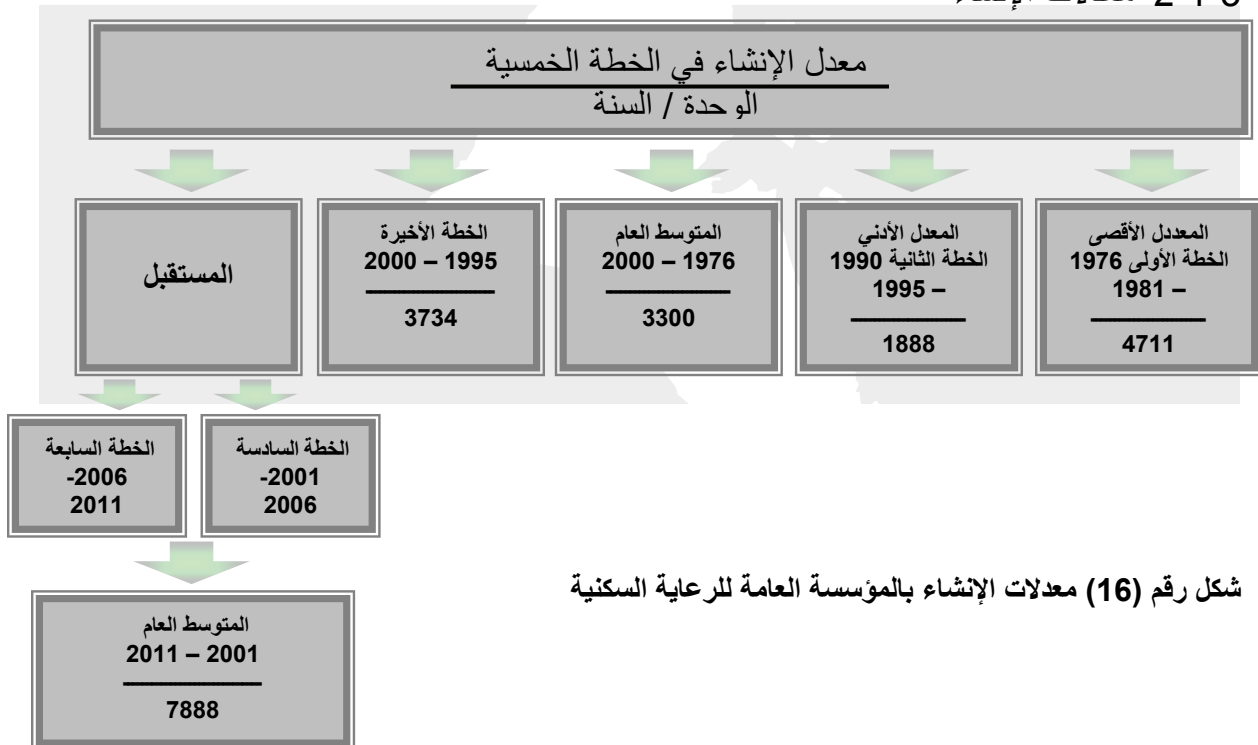 معدل الإنشاء في الخطة الخمسية
الوحدة / السنة
المعددل الأقصى
الخطة الأولى 1976
– 1981
4711
المعدل الأدني
الخطة الثانية 1990
– 1995
1888
المتوسط العام
1976 – 2000
3300
الخطة الأخيرة
1995 – 2000
3734
المستقبل
الخطة السادسة
2001-
2006
الخطة السابعة
2006-
2011
المتوسط العام
2001 – 2011
7888
شكل رقم (16) معدلات الإنشاء بالمؤسسة العامة للرعاية السكنية